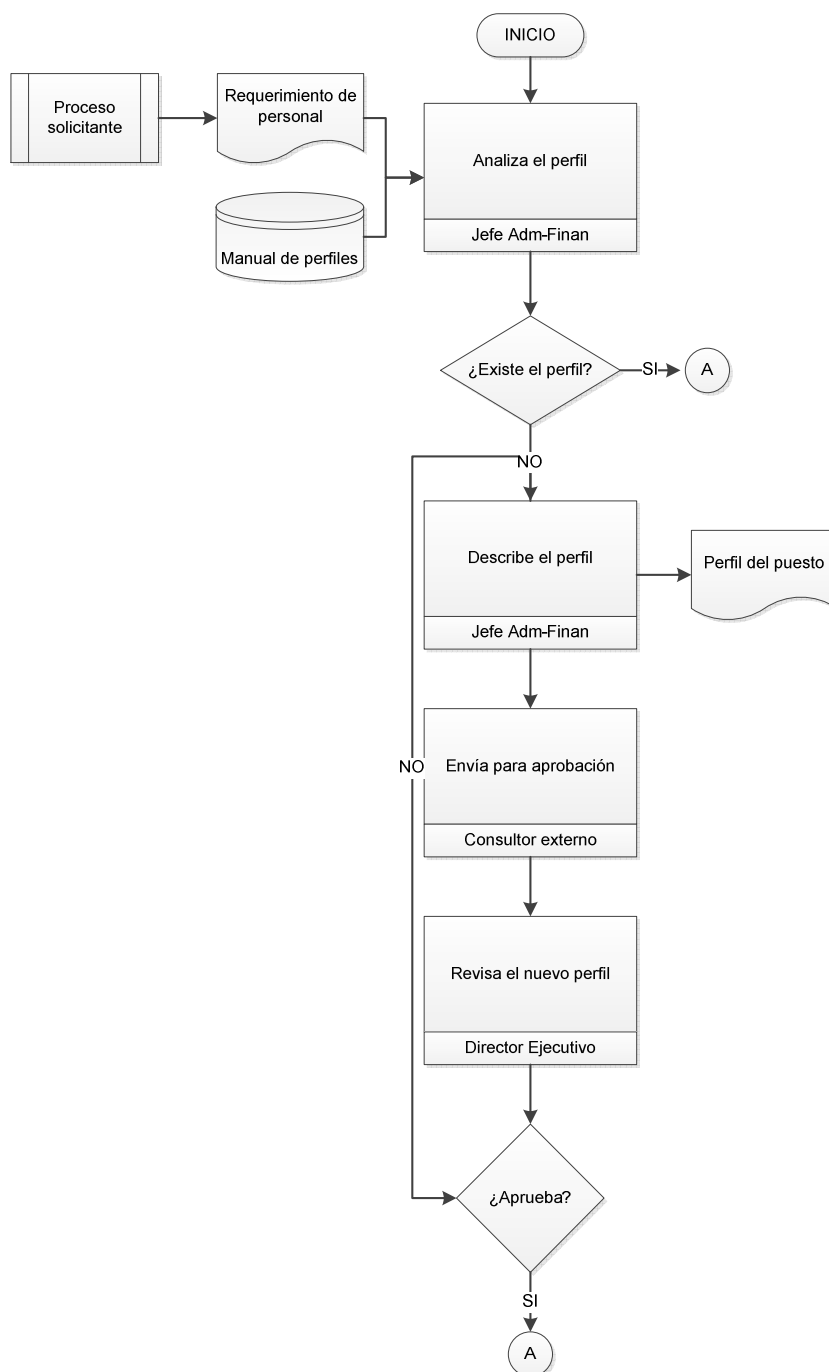 INICIO
Proceso
solicitante
Requerimiento de
personal
Analiza el perfil
Jefe Adm-Finan
Manual de perfiles
¿Existe el perfil?
SI
A
NO
Describe el perfil
Jefe Adm-Finan
Perfil del puesto
Envía para aprobación
Consultor externo
NO
Revisa el nuevo perfil
Director Ejecutivo
¿Aprueba?
SI
A